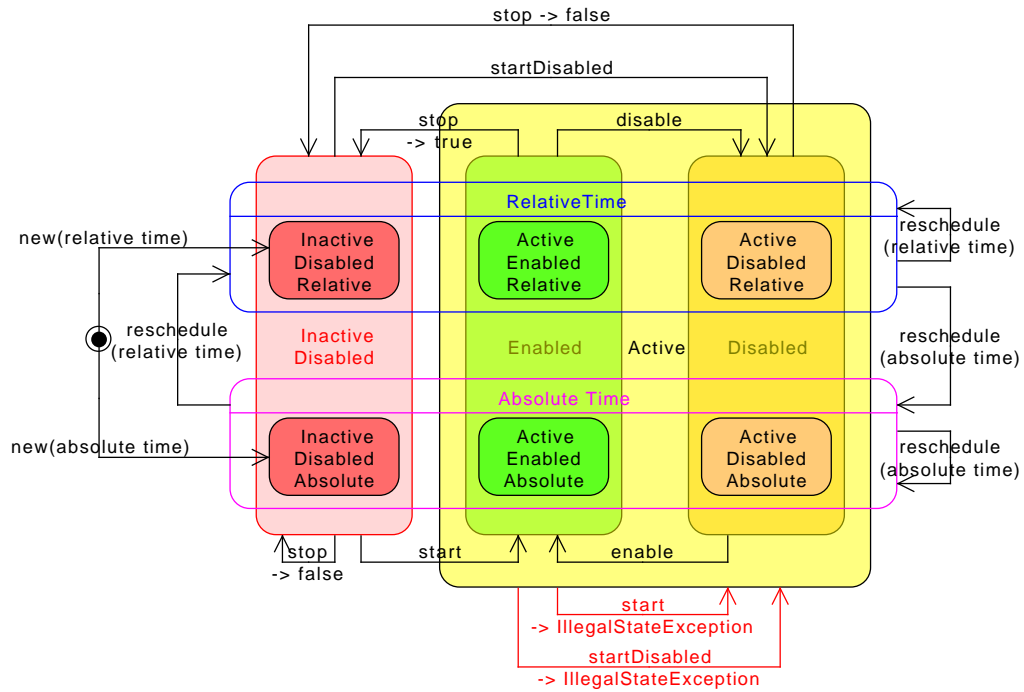 stop -> false
startDisabled
stop
-> true
disable
RelativeTime
new(relative time)
Inactive
Disabled
Relative
Active
Enabled
Relative
Active
Disabled
Relative
reschedule
(relative time)
reschedule
(relative time)
Inactive
Disabled
Enabled
Active
Disabled
reschedule
(absolute time)
Absolute Time
new(absolute time)
Inactive
Disabled
Absolute
Active
Enabled
Absolute
Active
Disabled
Absolute
reschedule
(absolute time)
stop
-> false
start
enable
start
-> IllegalStateException
startDisabled
-> IllegalStateException